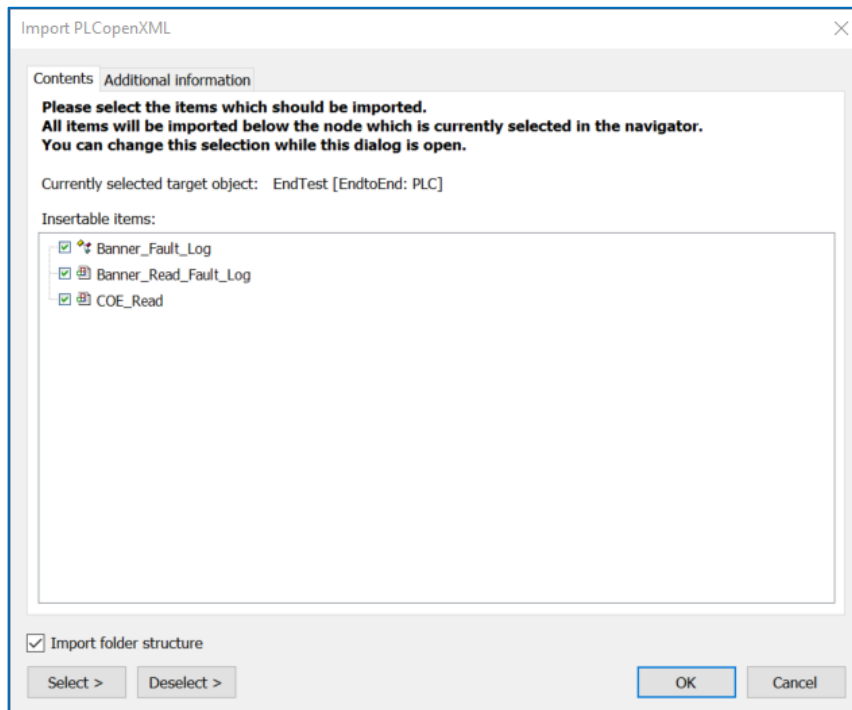 Import PLCopenXML
Contents Additional information
Please select the items which should be imported.
All items will be imported below the node which is currently selected in the navigator.
You can change this selection while this dialog is open.
Currently selected target object: EndTest [EndtoEnd: PLC]
Insertable items:
Banner_Fault_Log
Banner_Read_Fault_Log
COE_Read
Import folder structure
Select > Deselect > OK Cancel